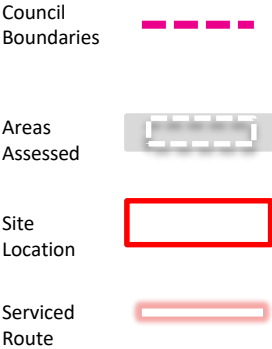 Council
Boundaries
Areas
Assessed
Site
Location
Serviced
Route